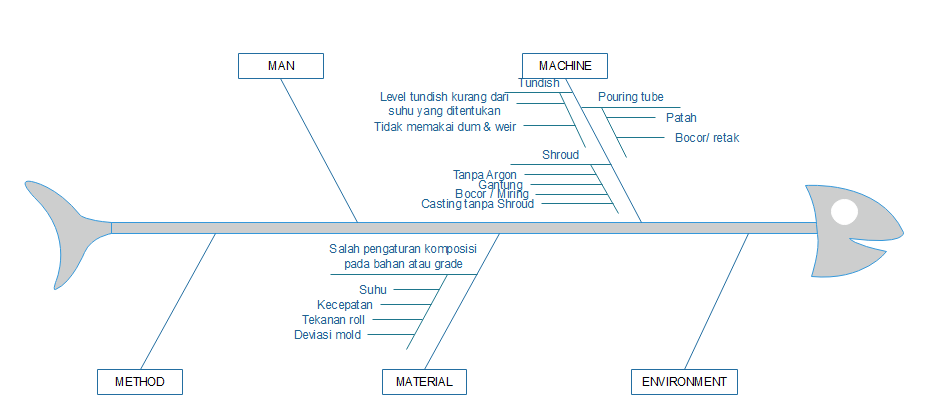 MAN
MACHINE
Tundish
Level tundish kurang dari
suhu yang ditentukan
Tidak memakai dum & weir
Pouring tube
Patah
Bocor/ retak
Shroud
Tanpa Argon
Gantung
Bocor / Miring
Casting tanpa Shroud
Salah pengaturan komposisi
pada bahan atau grade
Suhu
Kecepatan
Tekanan roll
Deviasi mold
METHOD
MATERIAL
ENVIRONMENT